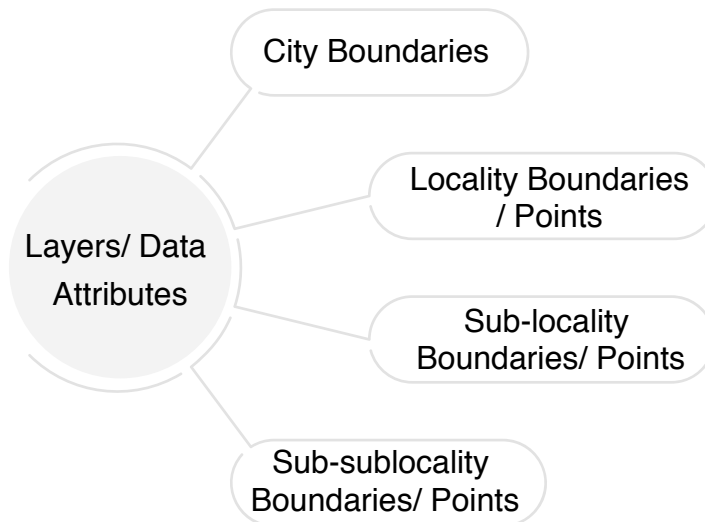 City Boundaries
Locality Boundaries
/ Points
Layers/ Data
Attributes
Sub-locality
Boundaries/ Points
Sub-sublocality
Boundaries/ Points